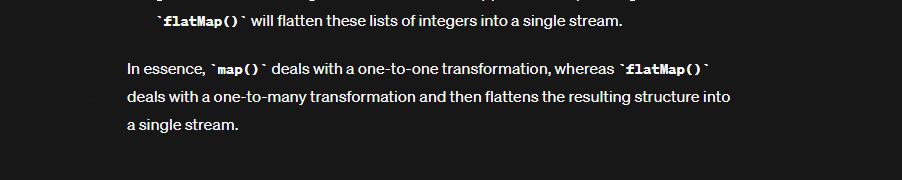 `flatMap()` will flatten these lists of integers into a single stream.
In essence, `map()` deals with a one-to-one transformation, whereas `flatMap()`
deals with a one-to-many transformation and then flattens the resulting structure into
a single stream.